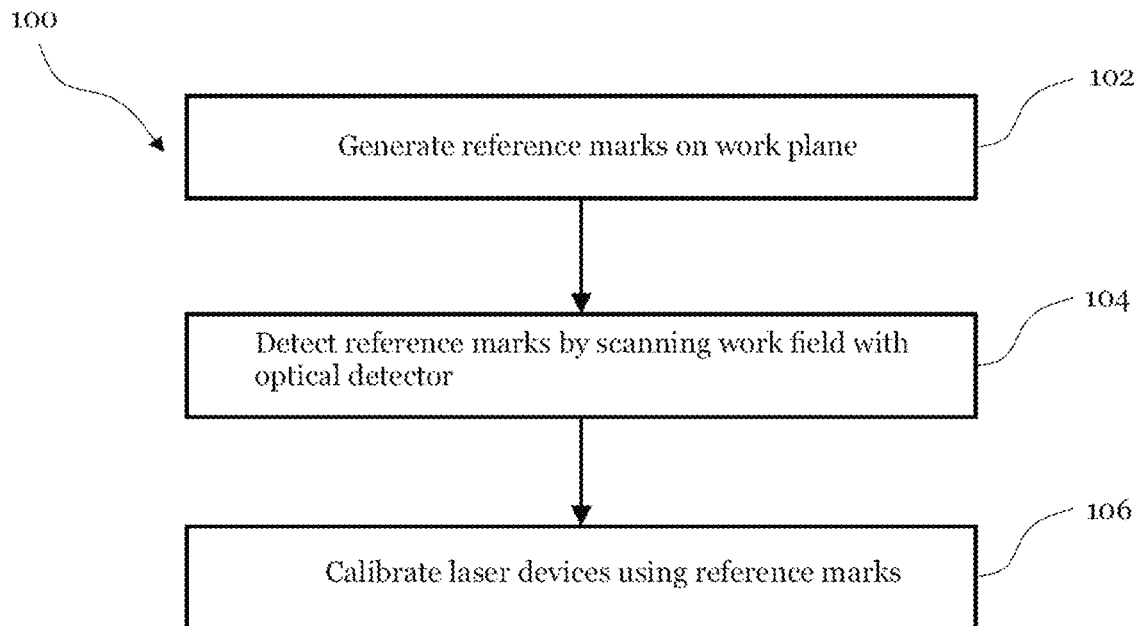 100
102
Generate reference marks on work plane
104
Detect reference marks by scanning work field with
optical detector
106
Calibrate laser devices using reference marks